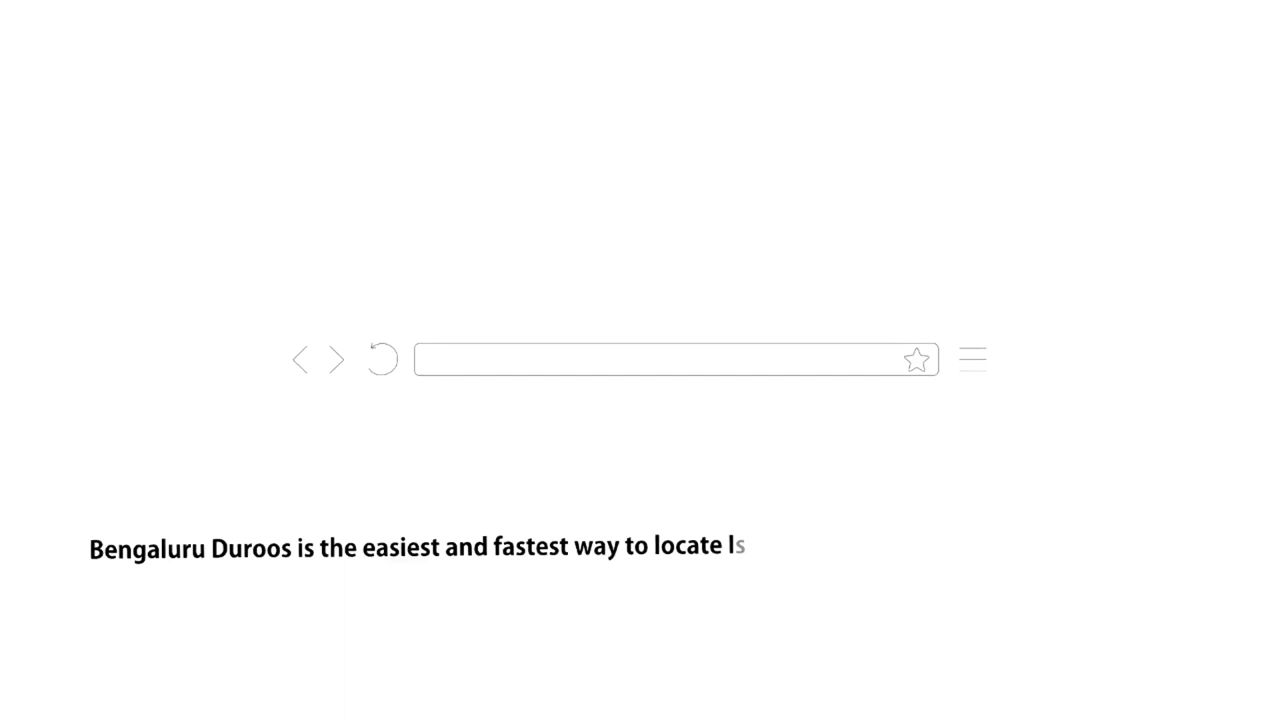 Bengaluru Duroos is the easiest and fastest way to locate Is